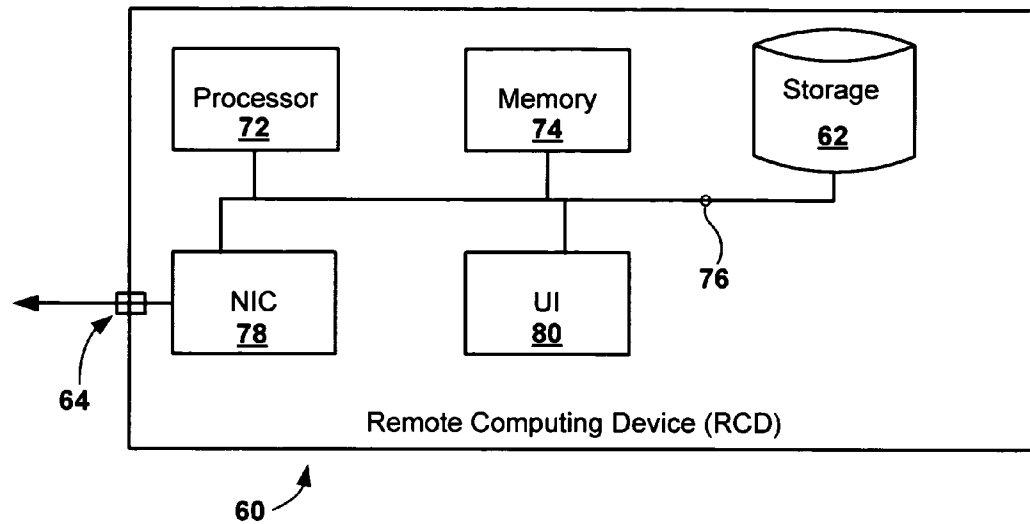 Processor
72
Memory
74
Storage
62
76
NIC
78
UI
80
64
Remote Computing Device (RCD)
60